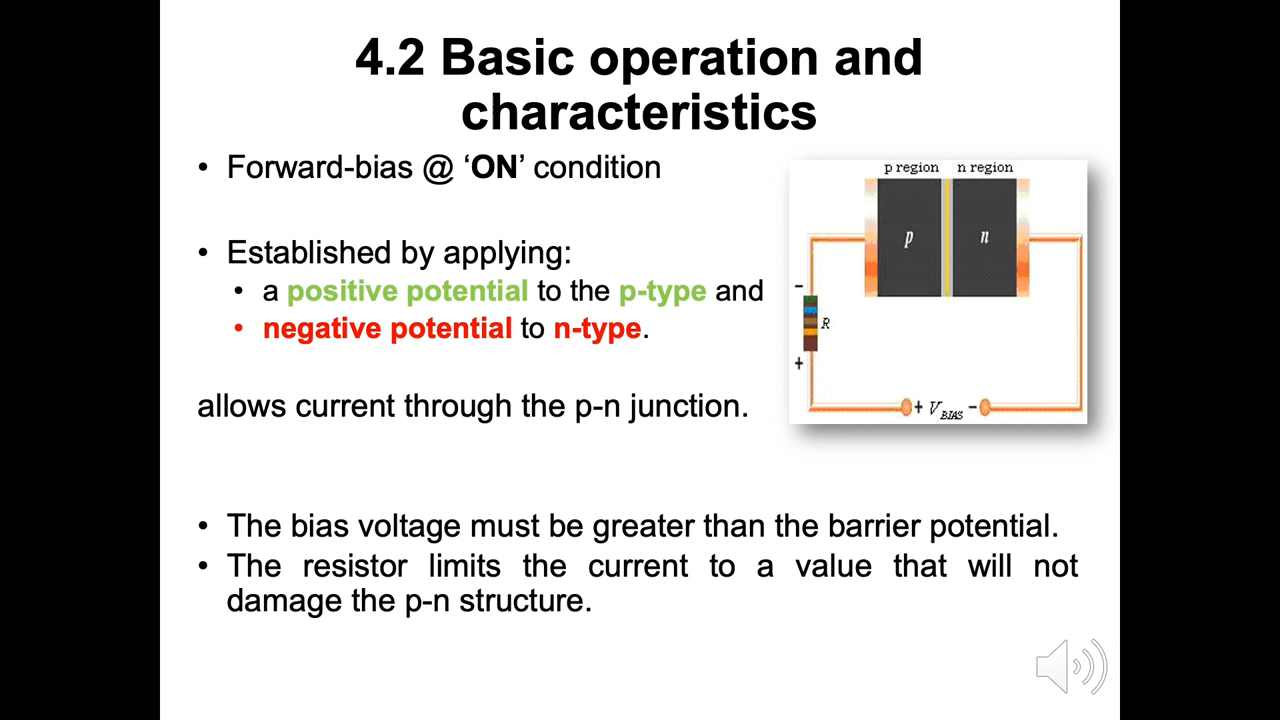 4.2 Basic operation and
characteristics
• Forward-bias @ ‘ON’ condition
• Established by applying:
• a positive potential to the p-type and
• negative potential to n-type.
allows current through the p-n junction.
p region n region
p n
-
R
+
+ V BIAS -
• The bias voltage must be greater than the barrier potential.
• The resistor limits the current to a value that will not
damage the p-n structure.